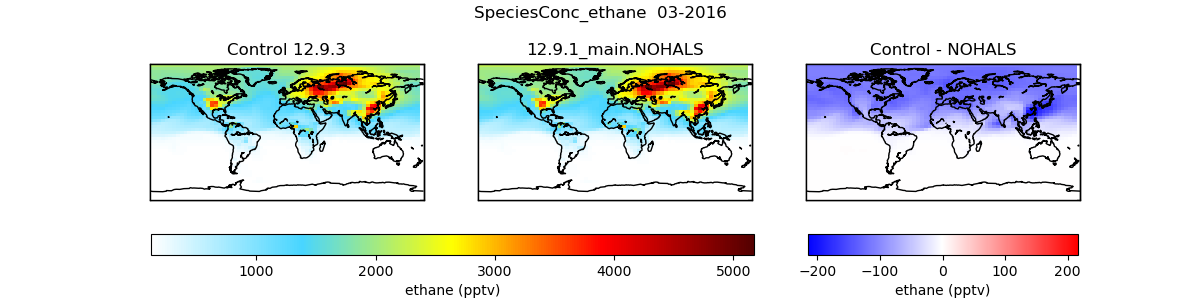 SpeciesConc_ethane  03-2016
Control 12.9.3
12.9.1_main.NOHALS
Control - NOHALS
1000 2000 3000 4000 5000
ethane (pptv)
−200 −100 0 100 200
ethane (pptv)